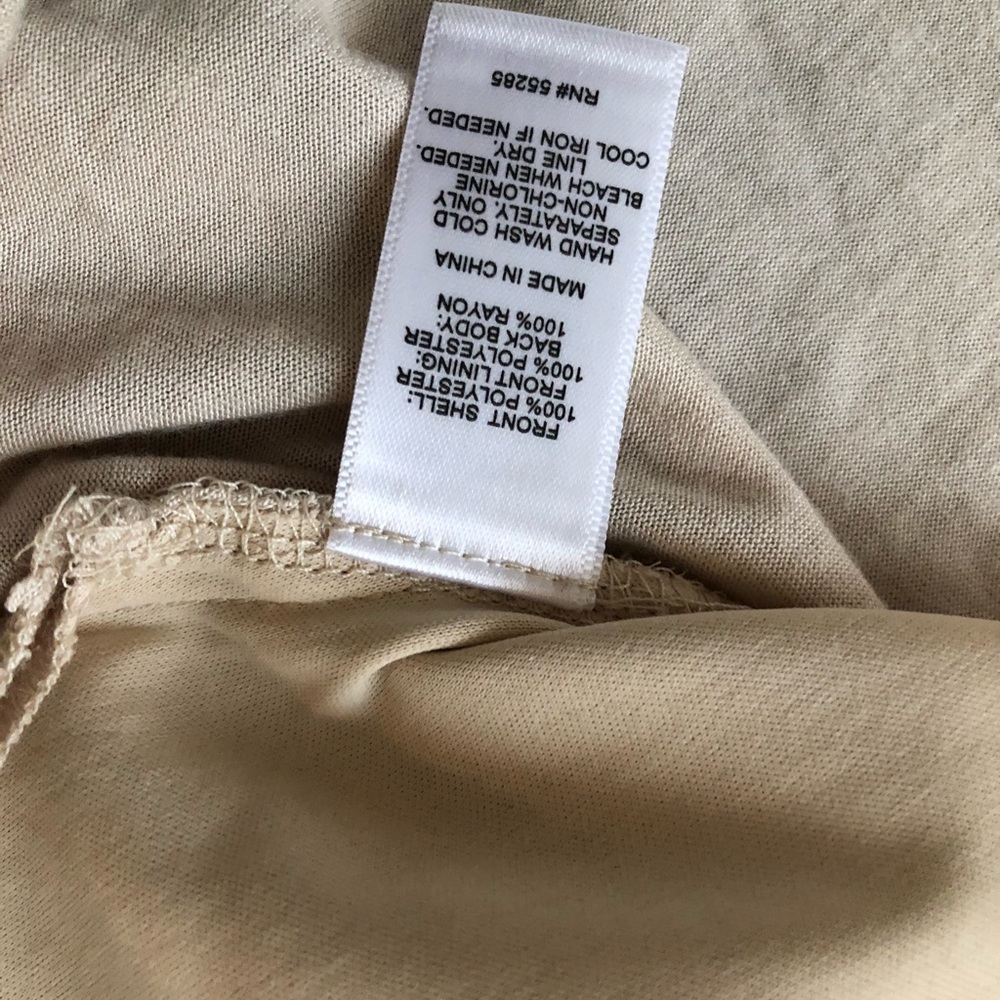 FRONT SHELL:
100% POLYESTER
FRONT LINING:
100% POLYESTER
BACK BODY:
100% RAYON
MADE IN CHINA
HAND WASH COLD
SEPARATELY. ONLY
NON-CHLORINE
BLEACH WHEN NEEDED.
LINE DRY.
COOL IRON IF NEEDED.
RN# 55285